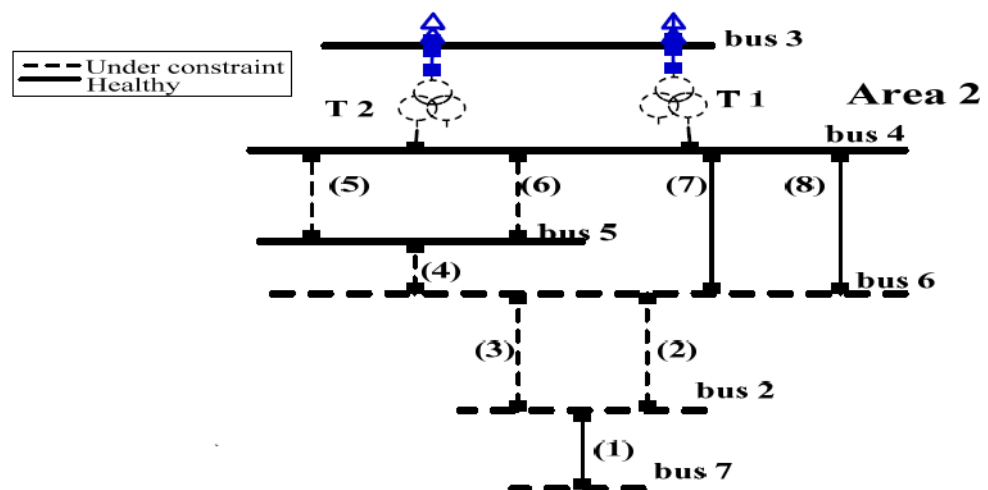 bus 3
Under constraint
Healthy
T 2
T 1
Area 2
bus 4
(5)
(6)
(7)
(8)
bus 5
(4)
bus 6
(3)
(2)
bus 2
(1)
bus 7